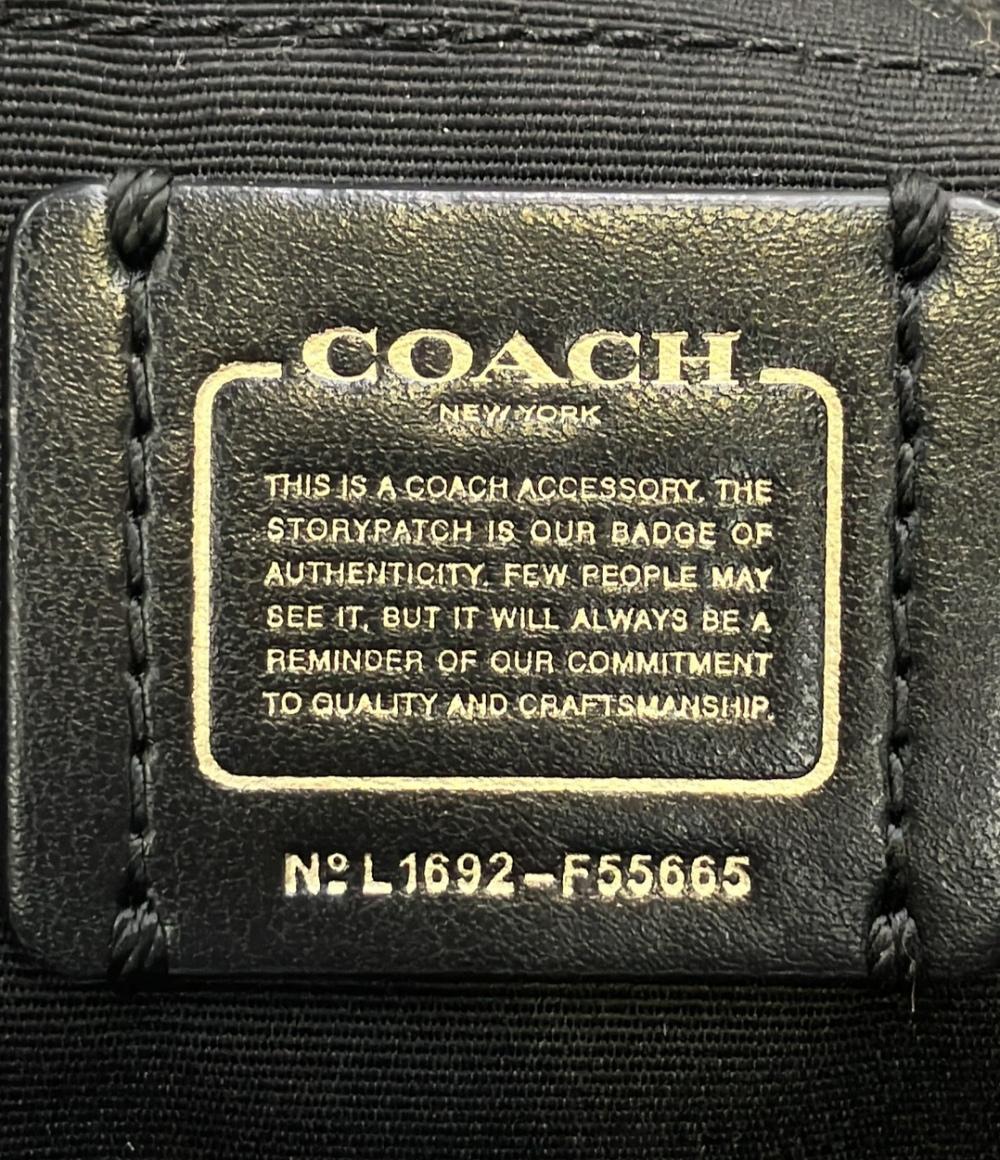 COACH
NEW YORK
THIS IS A COACH ACCESSORY. THE
STORYPATCH IS OUR BADGE OF
AUTHENTICITY. FEW PEOPLE MAY
SEE IT, BUT IT WILL ALWAYS BE A
REMINDER OF OUR COMMITMENT
TO QUALITY AND CRAFTSMANSHIP.
Nº L1692-F55665